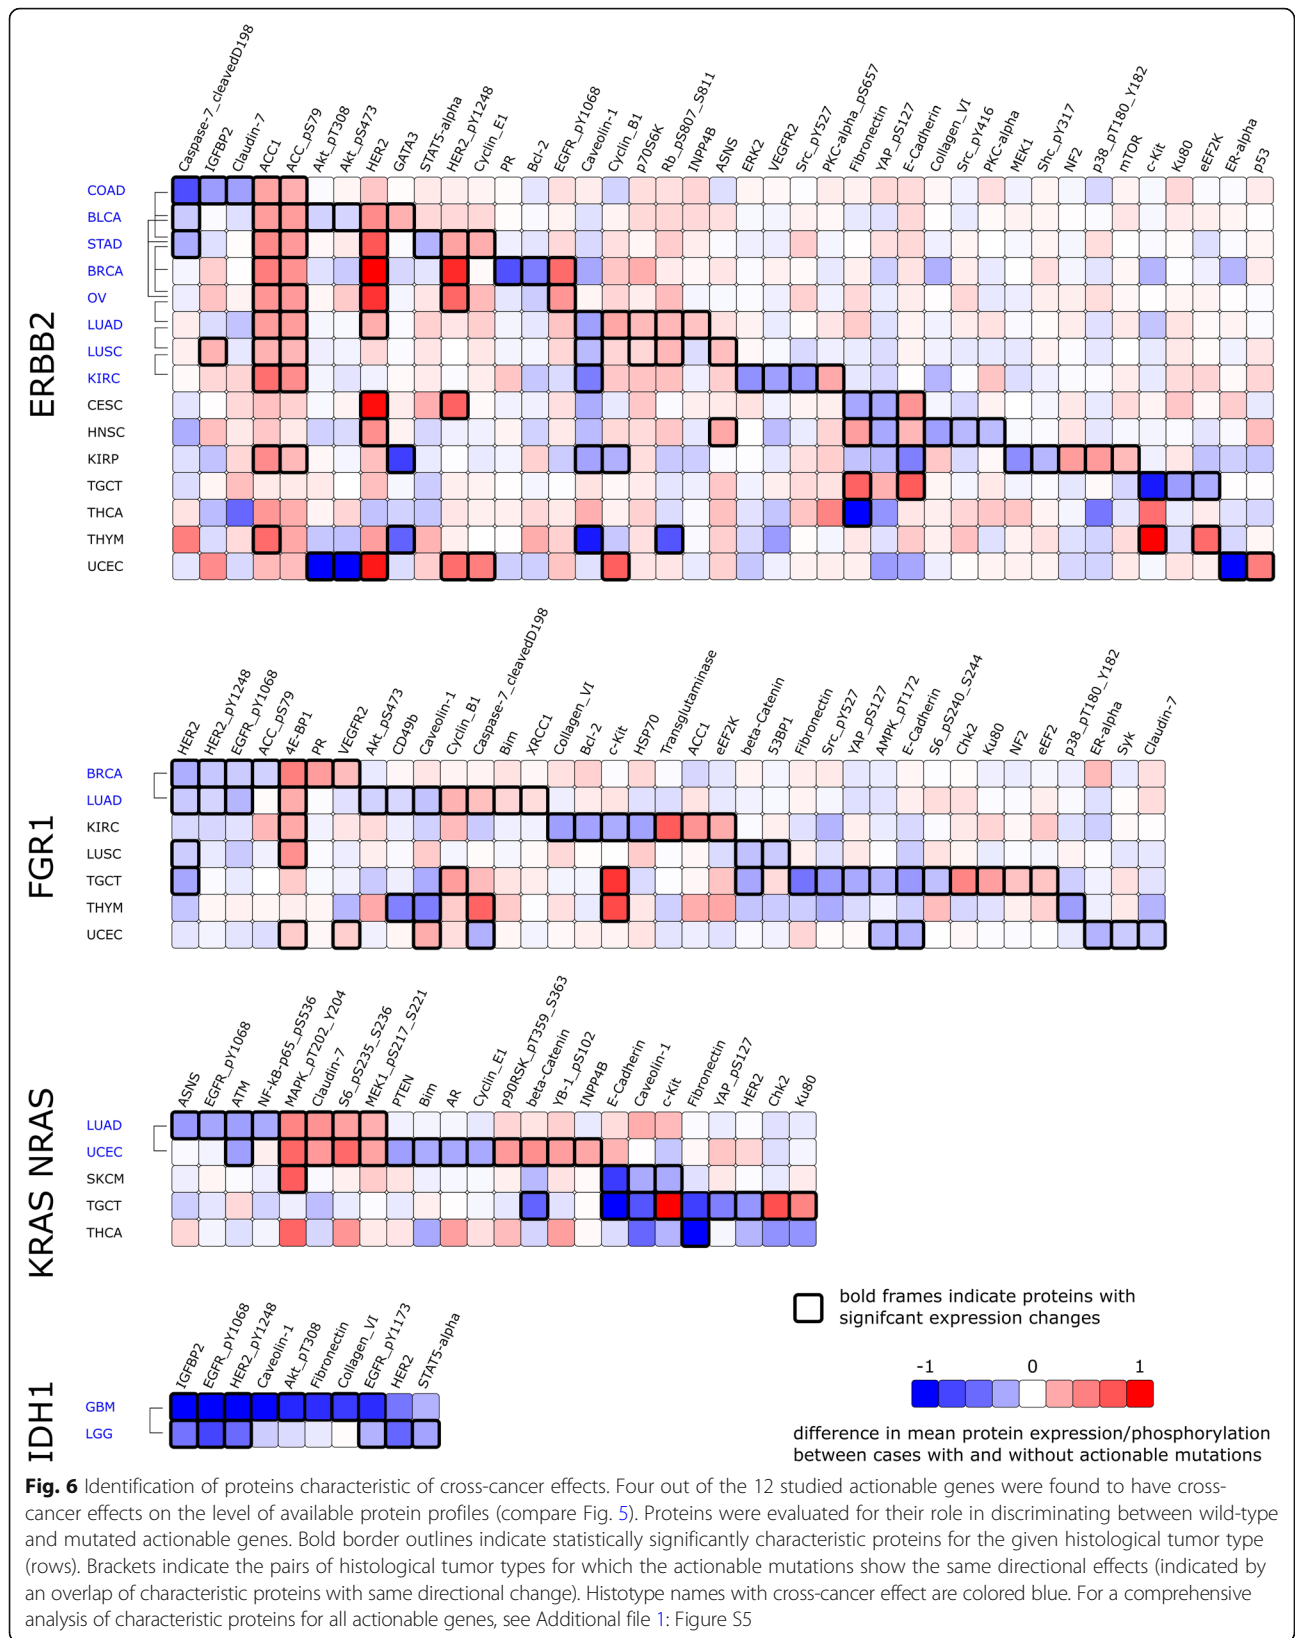 Caspase-7_cleavedD198
IGFBP2
Claudin-7
ACC1
ACC_pS79
Akt_pT308
Akt_pS473
HER2
GATA3
STAT5-alpha
HER2_pY1248
Cyclin_E1
PR
Bcl-2
EGFR_pY1068
Caveolin-1
Cyclin_B1
p70S6K
Rb_pS807_S811
INPP4B
ASNS
ERK2
VEGFR2
Src_pY527
PKC-alpha_pS657
Fibronectin
YAP_pS127
E-Cadherin
Collagen_VI
Src_pY416
PKC-alpha
MEK1
Shc_pY317
NF2
p38_pT180_Y182
mTOR
c-Kit
Ku80
eEF2K
ER-alpha
p53
ERBB2
COAD
BLCA
STAD
BRCA
OV
LUAD
LUSC
KIRC
CESC
HNSC
KIRP
TGCT
THCA
THYM
UCEC
HER2
HER2_pY1248
EGFR_pY1068
ACC_pS79
4E-BP1
PR
VEGFR2
Akt_pS473
CD49b
Caveolin-1
Cyclin_B1
Caspase-7_cleavedD198
Bim
XRCC1
Collagen_VI
Bcl-2
c-Kit
HSP70
Transglutaminase
ACC1
eEF2K
beta-Catenin
53BP1
Fibronectin
Src_pY527
YAP_pS127
AMPK_pT172
E-Cadherin
S6_pS240_S244
Chk2
Ku80
NF2
eEF2
p38_pT180_Y182
ER-alpha
Syk
Claudin-7
FGR1
BRCA
LUAD
KIRC
LUSC
TGCT
THYM
UCEC
ASNS
EGFR_pY1068
ATM
NF-kB-p65_pS536
MAPK_pT202_Y204
Claudin-7
S6_pS235_S236
MEK1_pS217_S221
PTEN
Bim
AR
Cyclin_E1
p90RSK_pT359_S363
beta-Catenin
YB-1_pS102
INPP4B
E-Cadherin
Caveolin-1
c-Kit
Fibronectin
YAP_pS127
HER2
Chk2
Ku80
KRAS NRAS
LUAD
UCEC
SKCM
TGCT
THCA
IGFBP2
EGFR_pY1068
HER2_pY1248
Caveolin-1
Akt_pT308
Fibronectin
Collagen_VI
EGFR_pY1173
HER2
STAT5-alpha
IDH1
GBM
LGG
bold frames indicate proteins with
signifcant expression changes
-1 0 1
difference in mean protein expression/phosphorylation
between cases with and without actionable mutations
Fig. 6 Identification of proteins characteristic of cross-cancer effects. Four out of the 12 studied actionable genes were found to have cross-
cancer effects on the level of available protein profiles (compare Fig. 5). Proteins were evaluated for their role in discriminating between wild-type
and mutated actionable genes. Bold border outlines indicate statistically significantly characteristic proteins for the given histological tumor type
(rows). Brackets indicate the pairs of histological tumor types for which the actionable mutations show the same directional effects (indicated by
an overlap of characteristic proteins with same directional change). Histotype names with cross-cancer effect are colored blue. For a comprehensive
analysis of characteristic proteins for all actionable genes, see Additional file 1: Figure S5